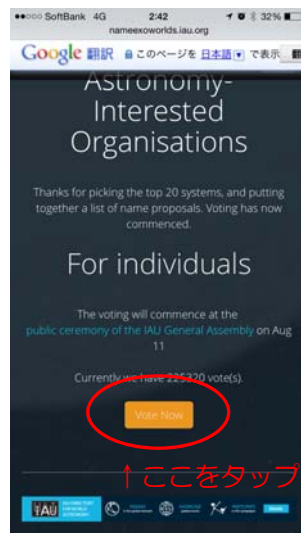 ●●○○○ SoftBank 4G 2:42 32%
nameexoworlds.iau.org
Google 翻訳 このページを 日本語 で表示 翻
Astronomy-
Interested
Organisations
Thanks for picking the top 20 systems, and putting
together a list of name proposals. Voting has now
commenced.
For individuals
The voting will commence at the
public ceremony of the IAU General Assembly on Aug
11
Currently we have 225320 vote(s).
Vote Now
↑ここをタップ
IAU